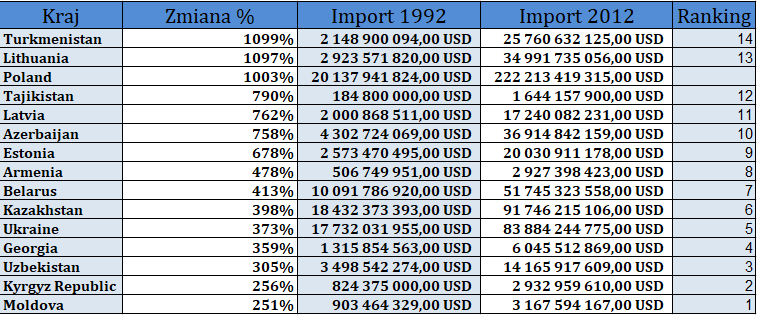 Kraj Zmiana % Import 1992 Import 2012 Ranking
Turkmenistan 1099% 2 148 900 094,00 USD 25 760 632 125,00 USD 14
Lithuania 1097% 2 923 571 820,00 USD 34 991 735 056,00 USD 13
Poland 1003% 20 137 941 824,00 USD 222 213 419 315,00 USD
Tajikistan 790% 184 800 000,00 USD 1 644 157 900,00 USD 12
Latvia 762% 2 000 868 511,00 USD 17 240 082 231,00 USD 11
Azerbaijan 758% 4 302 724 069,00 USD 36 914 842 159,00 USD 10
Estonia 678% 2 573 470 495,00 USD 20 030 911 178,00 USD 9
Armenia 478% 506 749 951,00 USD 2 927 398 423,00 USD 8
Belarus 413% 10 091 786 920,00 USD 51 745 323 558,00 USD 7
Kazakhstan 398% 18 432 373 393,00 USD 91 746 215 106,00 USD 6
Ukraine 373% 17 732 031 955,00 USD 83 884 244 775,00 USD 5
Georgia 359% 1 315 854 563,00 USD 6 045 512 869,00 USD 4
Uzbekistan 305% 3 498 542 274,00 USD 14 165 917 609,00 USD 3
Kyrgyz Republic 256% 824 375 000,00 USD 2 932 959 610,00 USD 2
Moldova 251% 903 464 329,00 USD 3 167 594 167,00 USD 1